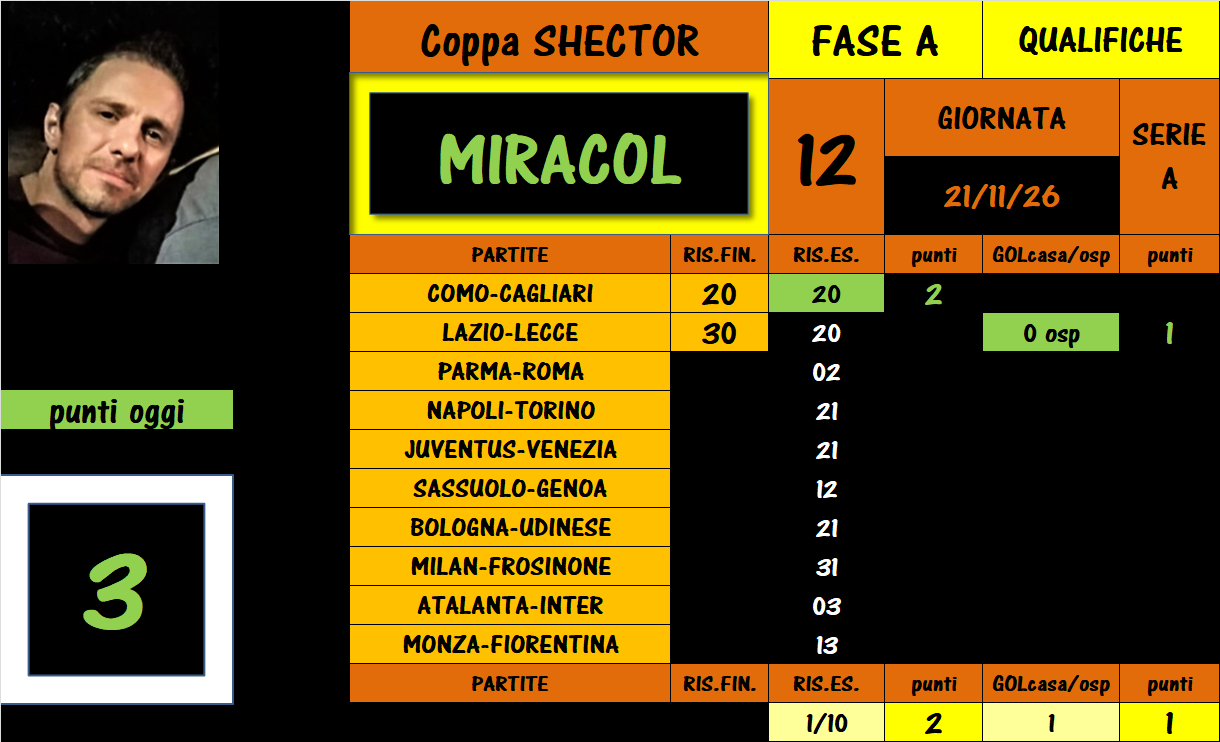 Coppa SHECTOR FASE A QUALIFICHE
MIRACOL 12 GIORNATA SERIE
A
21/11/26
PARTITE RIS.FIN. RIS.ES. punti GOLcasa/osp punti
COMO-CAGLIARI 20 20 2
LAZIO-LECCE 30 20 0 osp 1
PARMA-ROMA 02
punti oggi
NAPOLI-TORINO 21
JUVENTUS-VENEZIA 21
SASSUOLO-GENOA 12
BOLOGNA-UDINESE 21
MILAN-FROSINONE 31
3
ATALANTA-INTER 03
MONZA-FIORENTINA 13
PARTITE RIS.FIN. RIS.ES. punti GOLcasa/osp punti
1/10 2 1 1